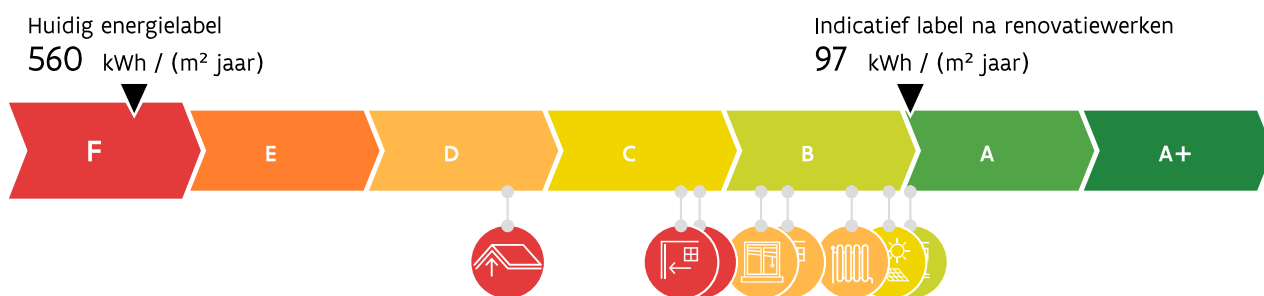 Huidig energielabel
560 kWh / (m² jaar)
Indicatief label na renovatiewerken
97 kWh / (m² jaar)
F E D C B A A+